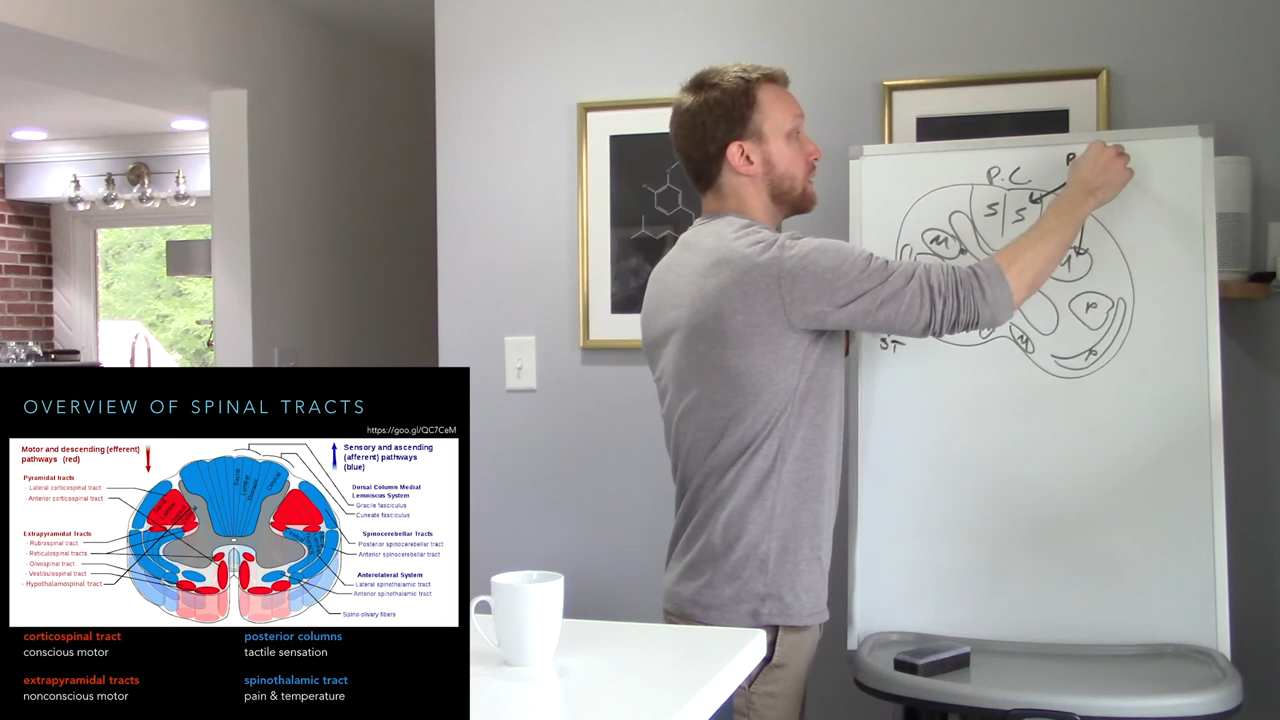 OVERVIEW OF SPINAL TRACTS
https://goo.gl/QC7CeM
Motor and descending (efferent)
pathways (red)
Pyramidal tracts
- Lateral corticospinal tract
- Anterior corticospinal tract
Extrapyramidal Tracts
- Rubrospinal tract
- Reticulospinal tracts
- Olivospinal tract
- Vestibulospinal tract
- Hypothalamospinal tract
Sensory and ascending
(afferent) pathways
(blue)
Dorsal Column Medial
Lemniscus System
Gracile fasciculus
Cuneate fasciculus
Spinocerebellar Tracts
Posterior spinocerebellar tract
Anterior spinocerebellar tract
Anterolateral System
Lateral spinothalamic tract
Anterior spinothalamic tract
Spino-olivary fibers
corticospinal tract
conscious motor
extrapyramidal tracts
nonconscious motor
posterior columns
tactile sensation
spinothalamic tract
pain & temperature
P.C
S S
M
P
M
P
ST